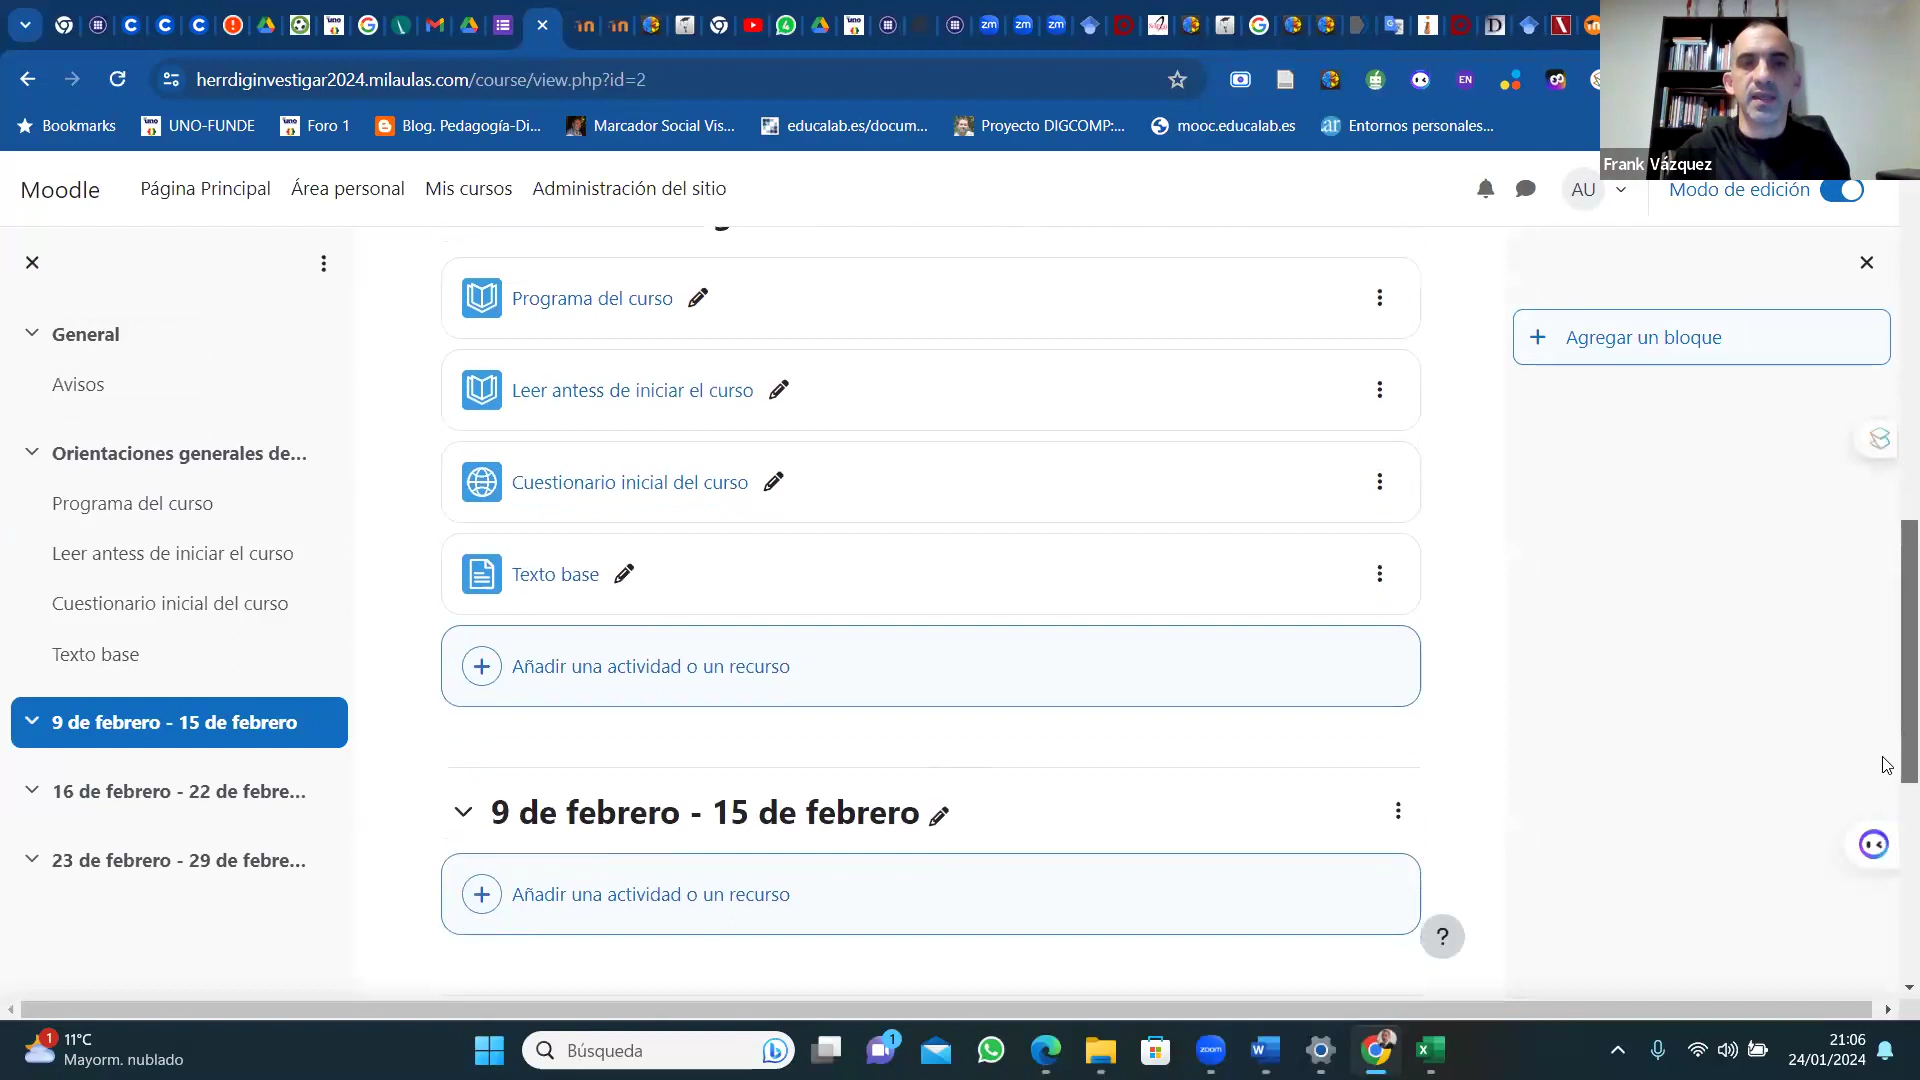 herrdiginvestigar2024.milaulas.com/course/view.php?id=2
EN
Bookmarks
UNO-FUNDE
Foro 1
Blog. Pedagogía-Di...
Marcador Social Vis...
educalab.es/docum...
Proyecto DIGCOMP:...
mooc.educalab.es
Entornos personales...
Frank Vázquez
Moodle
Página Principal
Área personal
Mis cursos
Administración del sitio
AU
Modo de edición
General
Avisos
Orientaciones generales de...
Programa del curso
Leer antess de iniciar el curso
Cuestionario inicial del curso
Texto base
9 de febrero - 15 de febrero
16 de febrero - 22 de febre...
23 de febrero - 29 de febre...
Programa del curso
Leer antess de iniciar el curso
Cuestionario inicial del curso
Texto base
Añadir una actividad o un recurso
9 de febrero - 15 de febrero
Añadir una actividad o un recurso
Agregar un bloque
?
1
11°C
Mayorm. nublado
Búsqueda
1
zoom
21:06
24/01/2024